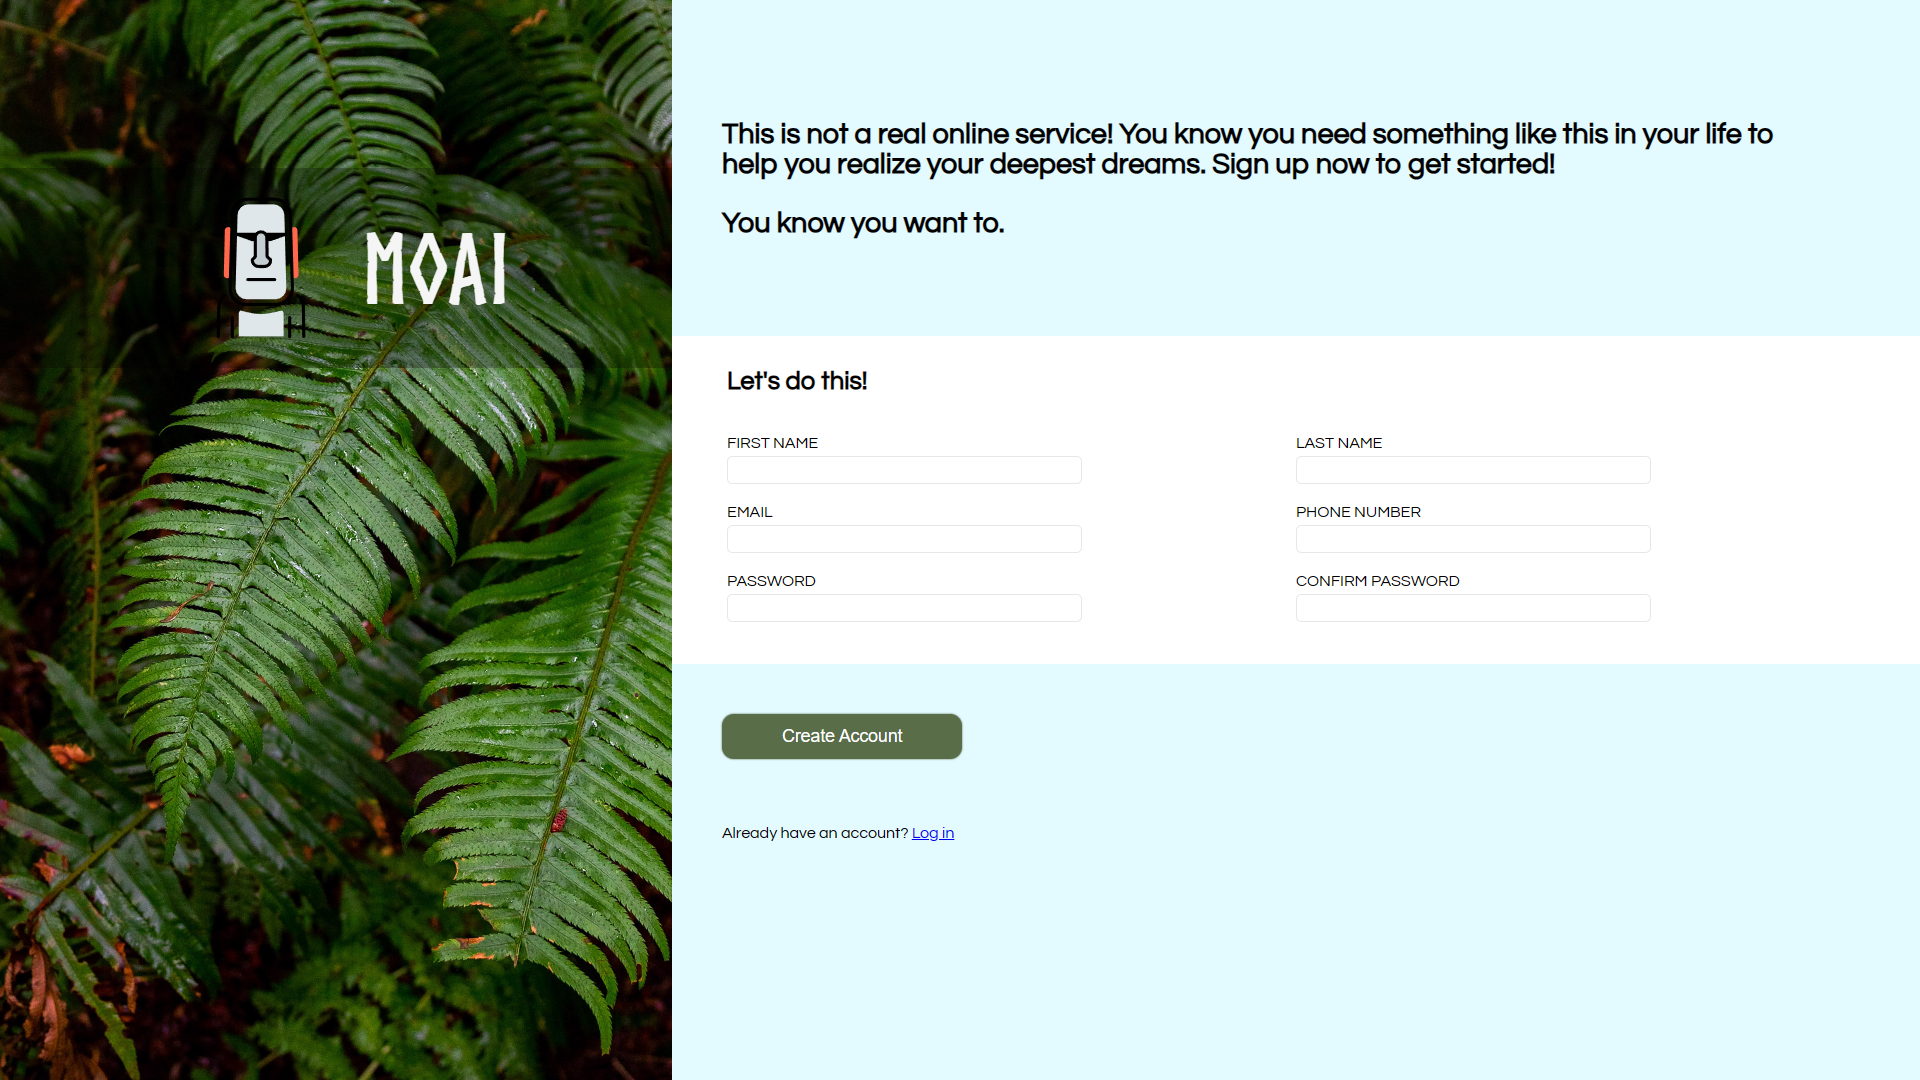 MOAI
This is not a real online service! You know you need something like this in your life to
help you realize your deepest dreams. Sign up now to get started!
You know you want to.
Let's do this!
FIRST NAME
LAST NAME
EMAIL
PHONE NUMBER
PASSWORD
CONFIRM PASSWORD
Create Account
Already have an account? Log in